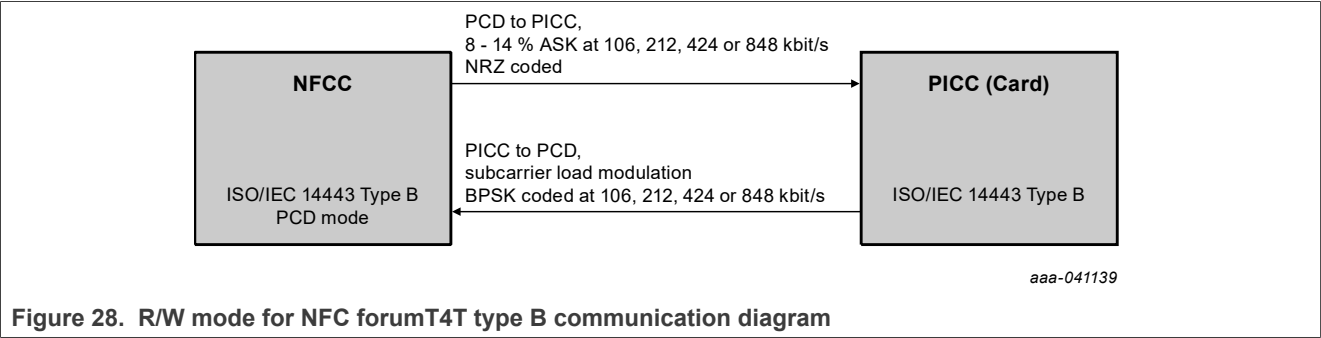 PCD to PICC,
8 - 14 % ASK at 106, 212, 424 or 848 kbit/s
NRZ coded
NFCC
PICC (Card)
PICC to PCD,
subcarrier load modulation
BPSK coded at 106, 212, 424 or 848 kbit/s
ISO/IEC 14443 Type B
PCD mode
ISO/IEC 14443 Type B
aaa-041139
Figure 28. R/W mode for NFC forumT4T type B communication diagram